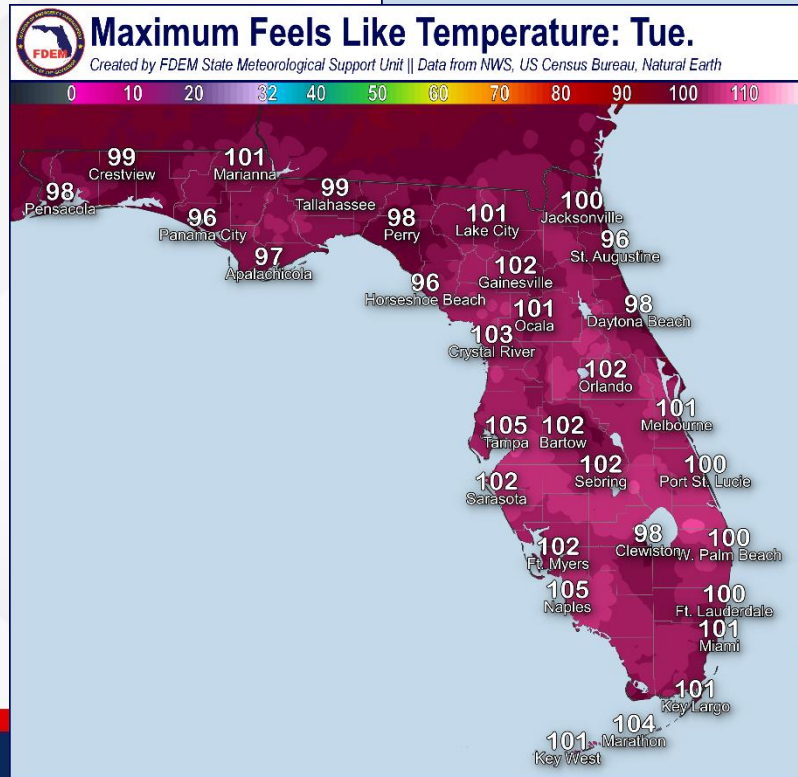 Maximum Feels Like Temperature: Tue.
Created by FDEM State Meteorological Support Unit || Data from NWS, US Census Bureau, Natural Earth
FDEM
0 10 20 32 40 50 60 70 80 90 100 110
99
Crestview
101
Marianna
98
Pensacola
99
Tallahassee
96
Panama City
98
Perry
101
Lake City
100
Jacksonville
97
Apalachicola
96
St. Augustine
96
Horseshoe Beach
102
Gainesville
101
Ocala
98
Daytona Beach
103
Crystal River
102
Orlando
101
Melbourne
105
Tampa
102
Bartow
102
Sarasota
102
Sebring
100
Port St. Lucie
102
Ft. Myers
98
Clewiston
100
W. Palm Beach
105
Naples
100
Ft. Lauderdale
101
Miami
101
Key Largo
104
Marathon
101
Key West